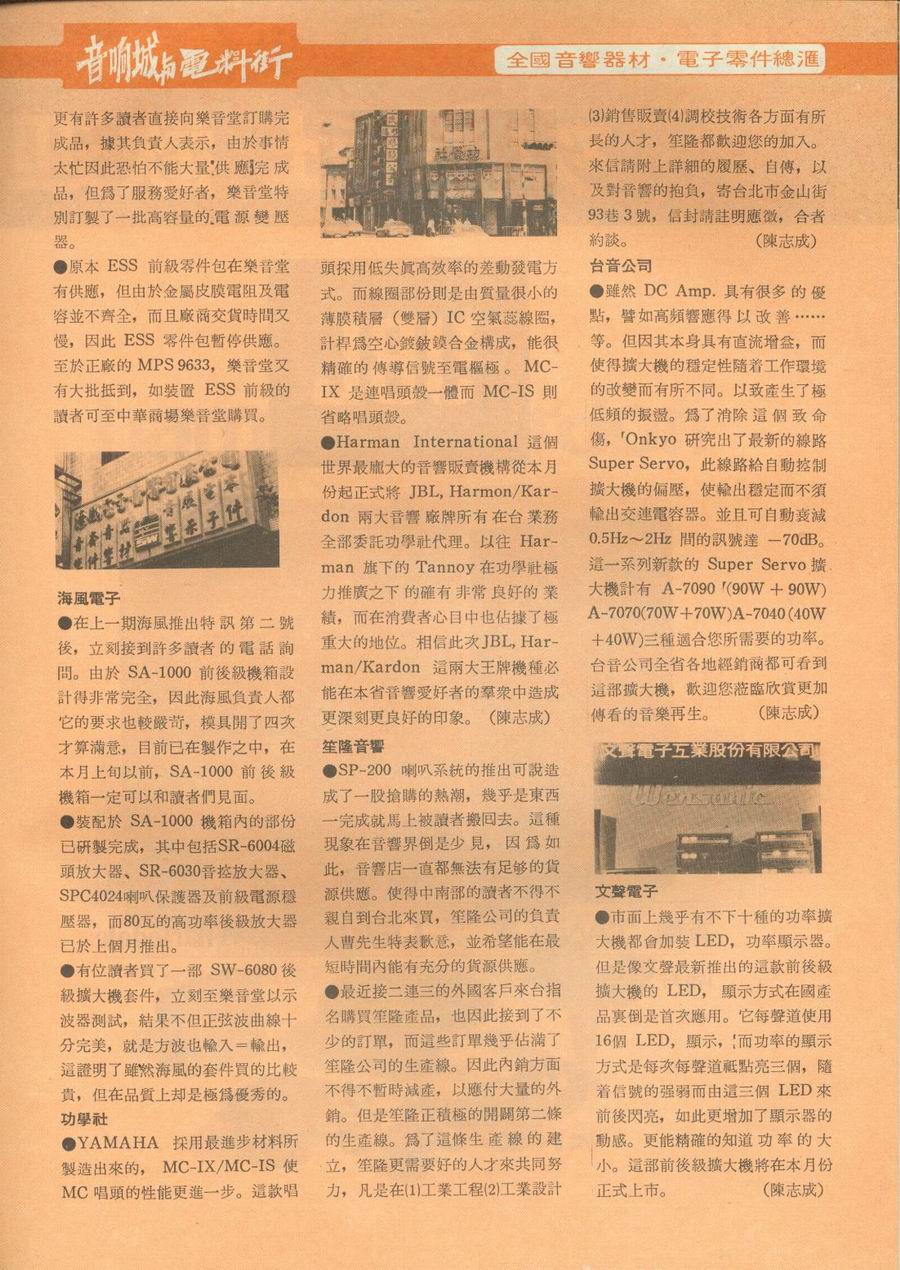 音响城与電料街
全國音響器材・電子零件總滙
更有許多讀者直接向樂音堂訂購完
成品，據其負責人表示，由於事情
太忙因此恐怕不能大量供應完成
品，但爲了服務愛好者，樂音堂特
別訂製了一批高容量的電源變壓
器。
●原本 ESS 前級零件包在樂音堂
有供應，但由於金屬皮膜電阻及電
容並不齊全，而且廠商交貨時間又
慢，因此 ESS 零件包暫停供應。
至於正廠的 MPS 9633，樂音堂又
有大批抵到，如裝置 ESS 前級的
讀者可至中華商場樂音堂購買。
海風電子
●在上一期海風推出特訊第二號
後，立刻接到許多讀者的電話詢
問。由於 SA-1000 前後級機箱設
計得非常完全，因此海風負責人都
它的要求也較嚴苛，模具開了四次
才算滿意，目前已在製作之中，在
本月上旬以前，SA-1000 前後級
機箱一定可以和讀者們見面。
●裝配於 SA-1000 機箱內的部份
已研製完成，其中包括SR-6004磁
頭放大器、SR-6030音控放大器、
SPC4024喇叭保護器及前級電源穩
壓器，而80瓦的高功率後級放大器
已於上個月推出。
●有位讀者買了一部 SW-6080 後
級擴大機套件，立刻至樂音堂以示
波器測試，結果不但正弦波曲線十
分完美，就是方波也輸入＝輸出，
這證明了雖然海風的套件買的比較
貴，但在品質上却是極爲優秀的。
功學社
●YAMAHA 採用最進步材料所
製造出來的， MC-IX/MC-IS 使
MC 唱頭的性能更進一步。這款唱
功學社
頭採用低失眞高效率的差動發電方
式。而線圈部份則是由質量很小的
薄膜積層（雙層）IC 空氣蕊線圈，
計桿爲空心鍍鈹鏌合金構成，能很
精確的傳導信號至電樞極。 MC-
IX 是連唱頭殼一體而 MC-IS 則
省略唱頭殼。
●Harman International 這個
世界最龐大的音響販賣機構從本月
份起正式將 JBL, Harmon/Kar-
don 兩大音響廠牌所有在台業務
全部委託功學社代理。以往 Har-
man 旗下的 Tannoy 在功學社極
力推廣之下的確有非常良好的業
績，而在消費者心目中也佔據了極
重大的地位。相信此次JBL, Har-
man/Kardon 這兩大王牌機種必
能在本省音響愛好者的羣衆中造成
更深刻更良好的印象。（陳志成）
笙隆音響
●SP-200 喇叭系統的推出可說造
成了一股搶購的熱潮，幾乎是東西
一完成就馬上被讀者搬回去。這種
現象在音響界倒是少見，因爲如
此，音響店一直都無法有足够的貨
源供應。使得中南部的讀者不得不
親自到台北來買，笙隆公司的負責
人曹先生特表歉意，並希望能在最
短時間內能有充分的貨源供應。
●最近接二連三的外國客戶來台指
名購買笙隆產品，也因此接到了不
少的訂單，而這些訂單幾乎佔滿了
笙隆公司的生產線。因此內銷方面
不得不暫時減產，以應付大量的外
銷。但是笙隆正積極的開闢第二條
的生產線。爲了這條生產線的建
立，笙隆更需要好的人才來共同努
力，凡是在⑴工業工程⑵工業設計
⑶銷售販賣⑷調校技術各方面有所
長的人才，笙隆都歡迎您的加入。
來信請附上詳細的履歷、自傳，以
及對音響的抱負，寄台北市金山街
93巷 3 號，信封請註明應徵，合者
約談。 （陳志成）
台音公司
●雖然 DC Amp. 具有很多的優
點，譬如高頻響應得以改善……
等。但因其本身具有直流增益，而
使得擴大機的穩定性隨着工作環境
的改變而有所不同。以致產生了極
低頻的振盪。爲了消除這個致命
傷，「Onkyo 研究出了最新的線路
Super Servo，此線路給自動控制
擴大機的偏壓，使輸出穩定而不須
輸出交連電容器。並且可自動衰減
0.5Hz～2Hz 間的訊號達 —70dB。
這一系列新款的 Super Servo 擴
大機計有 A-7090「(90W + 90W)
A-7070(70W+70W)A-7040(40W
+40W)三種適合您所需要的功率。
台音公司全省各地經銷商都可看到
這部擴大機，歡迎您蒞臨欣賞更加
傳看的音樂再生。 （陳志成）
文聲電子工業股份有限公司
Wensonic
文聲電子
●市面上幾乎有不下十種的功率擴
大機都會加裝 LED，功率顯示器。
但是像文聲最新推出的這款前後級
擴大機的 LED， 顯示方式在國產
品裏倒是首次應用。它每聲道使用
16個 LED，顯示，而功率的顯示
方式是每次每聲道祗點亮三個，隨
着信號的强弱而由這三個 LED 來
前後閃亮，如此更增加了顯示器的
動感。更能精確的知道功率的大
小。這部前後級擴大機將在本月份
正式上市。 （陳志成）